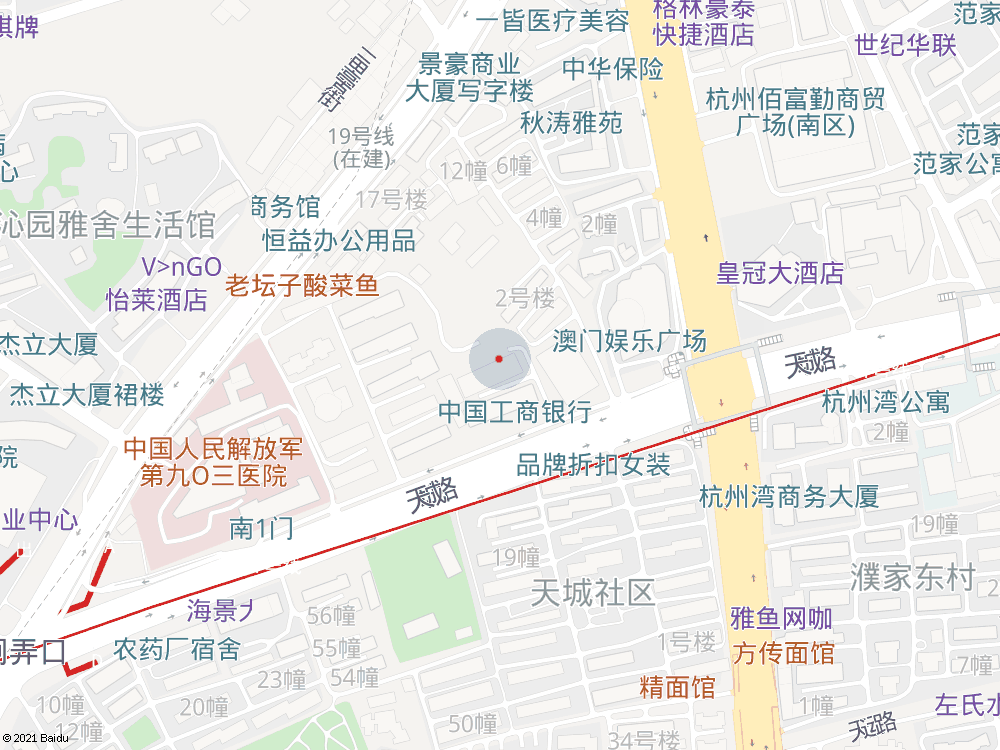 棋牌
一皆医疗美容
格林豪泰
快捷酒店
范家
世纪华联
景豪商业
大厦写字楼
中华保险
杭州佰富勤商贸
广场(南区)
秋涛雅苑
19号线
(在建)
范家
范家公寓
心
12幢
6幢
17号楼
商务馆
4幢
2幢
沁园雅舍生活馆
恒益办公用品
V>nGO
怡莱酒店
老坛子酸菜鱼
皇冠大酒店
2号楼
杰立大厦
澳门娱乐广场
天城路
杰立大厦裙楼
中国工商银行
杭州湾公寓
2幢
院
中国人民解放军
第九O三医院
品牌折扣女装
天城路
杭州湾商务大厦
业中心
南1门
19幢
19幢
天城社区
濮家东村
海景
56幢
雅鱼网咖
弄口
农药厂宿舍
55幢
1号楼
方传面馆
7幢
23幢
54幢
精面馆
10幢
20幢
1幢
左氏水
12幢
50幢
34号楼
天运路
© 2021 Baidu